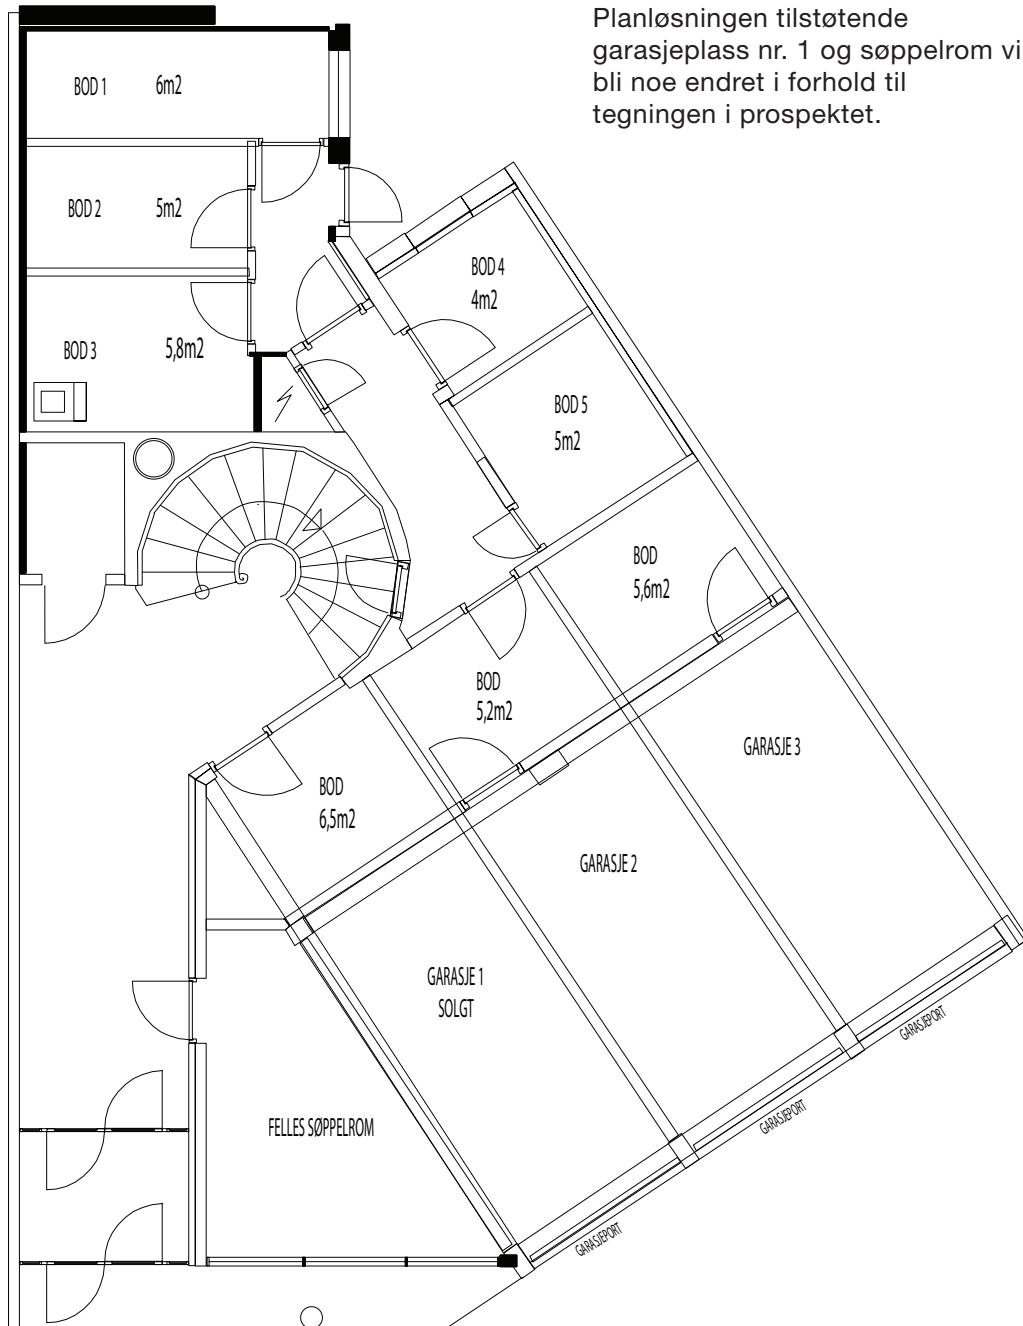 Planløsningen tilstøtende
garasjeplass nr. 1 og søppelrom vi
bli noe endret i forhold til
tegningen i prospektet.
BOD 1 6m2
BOD 2 5m2
BOD 3 5,8m2
BOD 4
4m2
BOD 5
5m2
BOD
5,6m2
BOD
5,2m2
BOD
6,5m2
GARASJE 3
GARASJE 2
GARASJE 1
SOLGT
FELLES SØPPELROM
GARASJEPORT
GARASJEPORT
GARASJEPORT